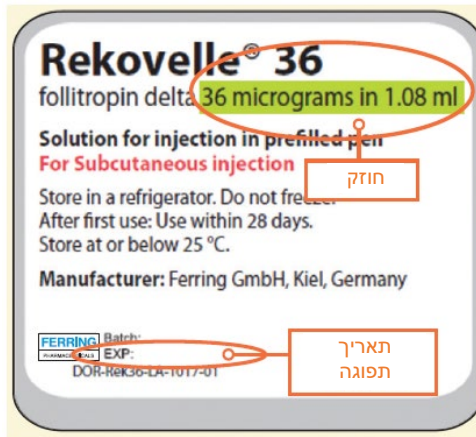 Rekovelle® 36
follitropin delta 36 micrograms in 1.08 ml
Solution for injection in prefilled pen
For Subcutaneous injection
חוזק
Store in a refrigerator. Do not freeze.
After first use: Use within 28 days.
Store at or below 25 °C.
Manufacturer: Ferring GmbH, Kiel, Germany
FERRING
PHARMACEUTICALS
Batch:
EXP:
DOR-Rek36-LA-1017-01
תאריך
תפוגה